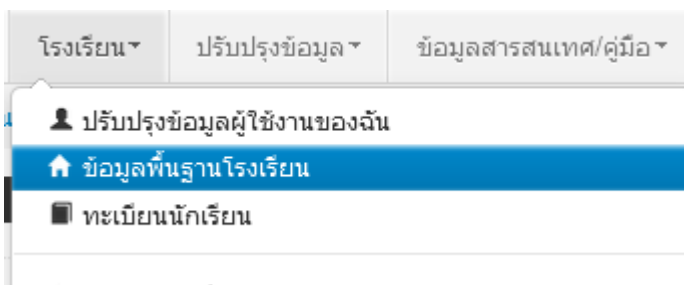 โรงเรียน ปรับปรุงข้อมูล ข้อมูลสารสนเทศ/คู่มือ
ปรับปรุงข้อมูลผู้ใช้งานของฉัน
ข้อมูลพื้นฐานโรงเรียน
ทะเบียนนักเรียน